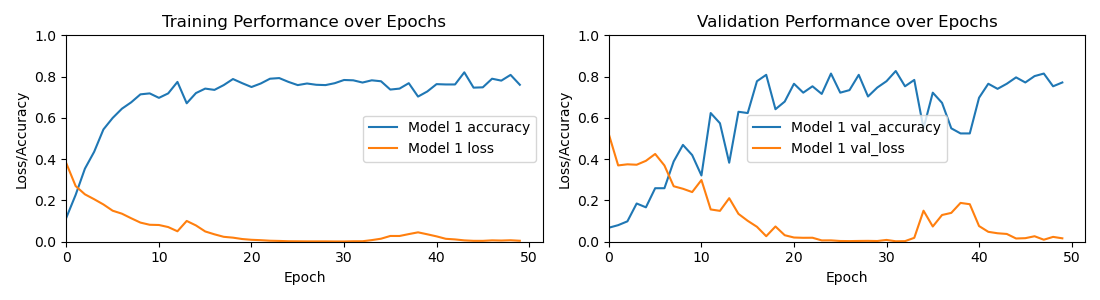 Training Performance over Epochs
Loss/Accuracy
1.0
0.8
0.6
0.4
0.2
0.0
Model 1 accuracy
Model 1 loss
0 10 20 30 40 50
Epoch
Validation Performance over Epochs
Loss/Accuracy
1.0
0.8
0.6
0.4
0.2
0.0
Model 1 val_accuracy
Model 1 val_loss
0 10 20 30 40 50
Epoch